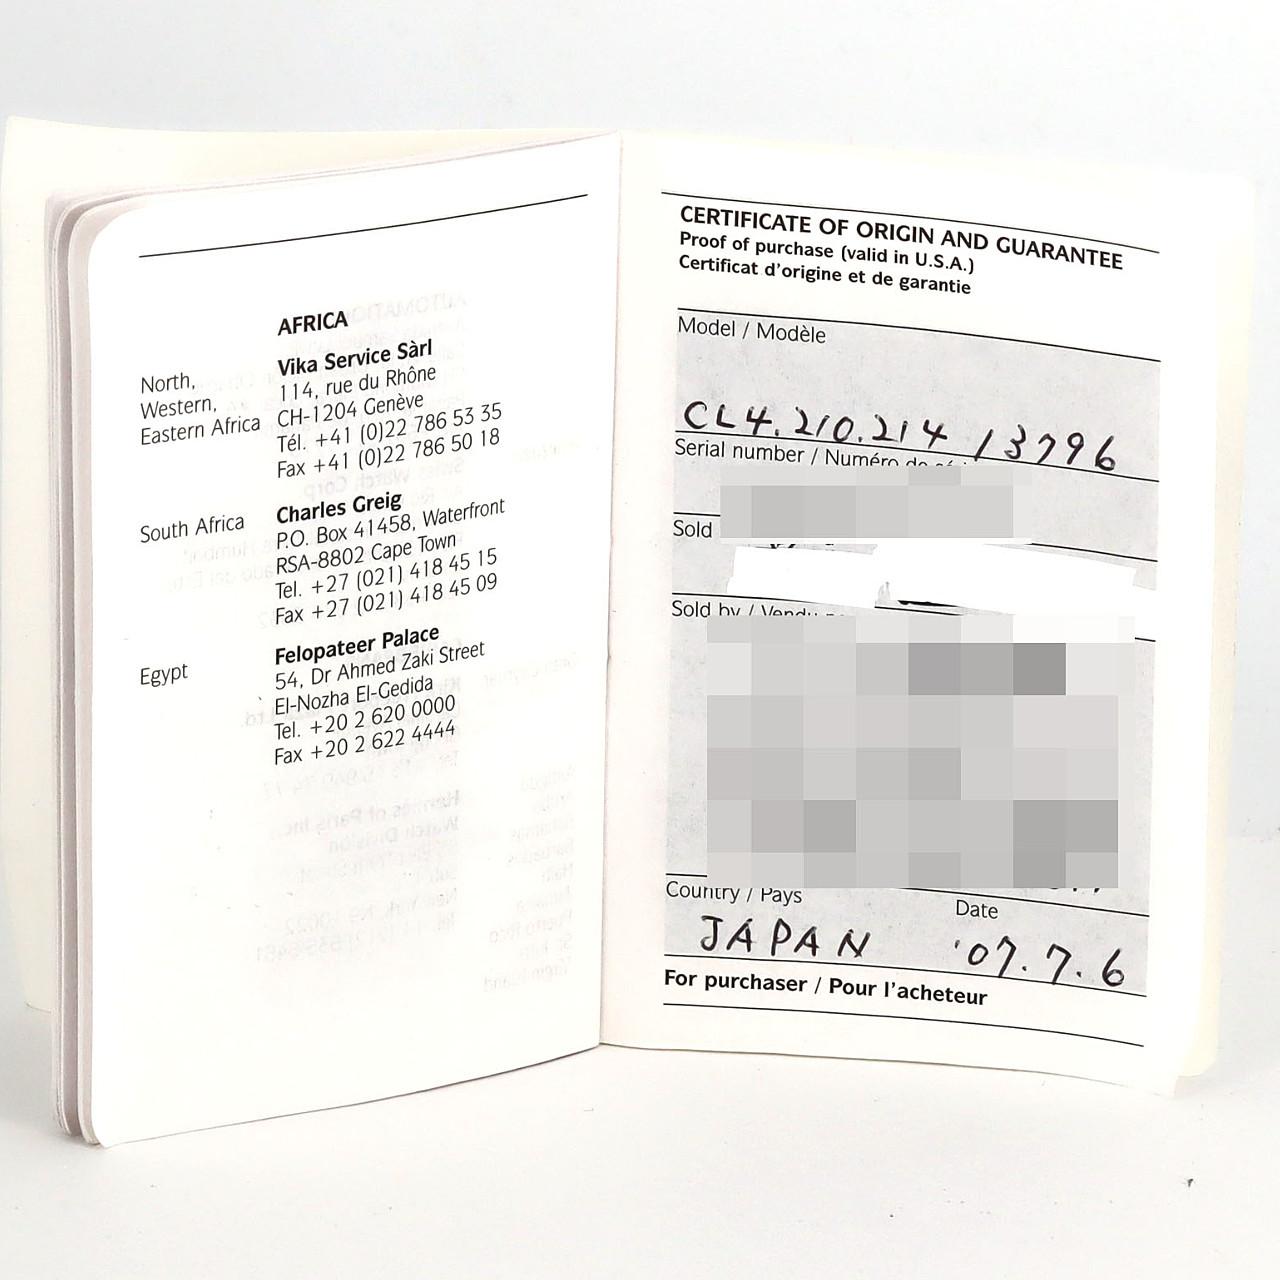 AFRICA
North,
Western,
Eastern Africa
Vika Service Sàrl
114, rue du Rhône
CH-1204 Genève
Tél. +41 (0)22 786 53 35
Fax +41 (0)22 786 50 18
South Africa
Charles Greig
P.O. Box 41458, Waterfront
RSA-8802 Cape Town
Tel. +27 (021) 418 45 15
Fax +27 (021) 418 45 09
Egypt
Felopateer Palace
54, Dr Ahmed Zaki Street
El-Nozha El-Gedida
Tel. +20 2 620 0000
Fax +20 2 622 4444
CERTIFICATE OF ORIGIN AND GUARANTEE
Proof of purchase (valid in U.S.A.)
Certificat d'origine et de garantie
Model / Modèle
CL4.210.214 / 3796
Serial number / Numéro de
Sold
Sold by / Vendu
Country / Pays
JAPAN
Date
'07.7.6
For purchaser / Pour l'acheteur